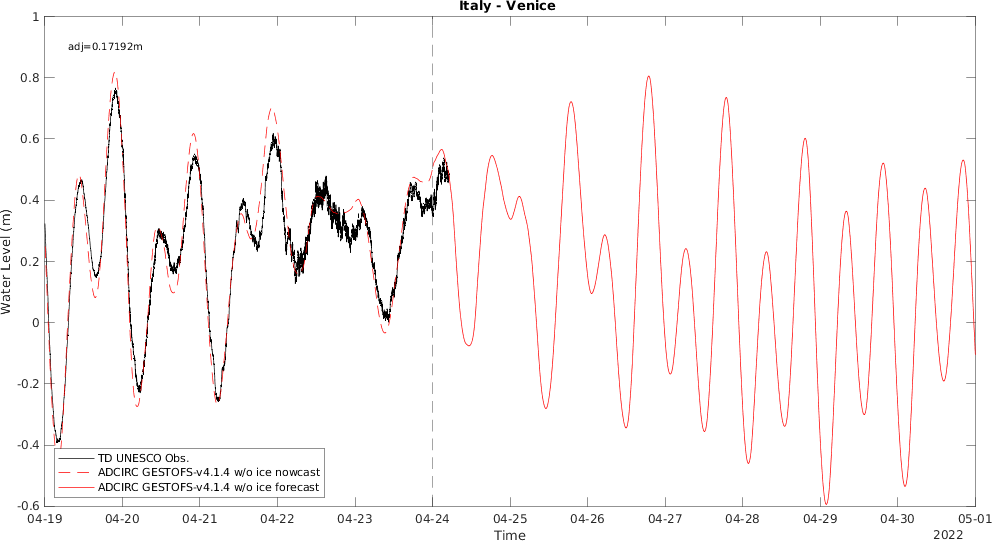 Italy - Venice
adj=0.17192m
Water Level (m)
1
0.8
0.6
0.4
0.2
0
-0.2
-0.4
-0.6
TD UNESCO Obs.
ADCIRC GESTOFS-v4.1.4 w/o ice nowcast
ADCIRC GESTOFS-v4.1.4 w/o ice forecast
04-19 04-20 04-21 04-22 04-23 04-24 04-25 04-26 04-27 04-28 04-29 04-30 05-01
Time
2022